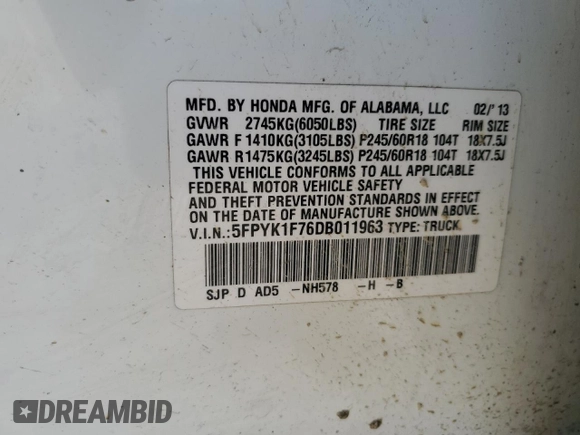 MFD. BY HONDA MFG. OF ALABAMA, LLC 02/'13
GVWR 2745KG(6050LBS) TIRE SIZE RIM SIZE
GAWR F 1410KG(3105LBS) P245/60R18 104T 18X7.5J
GAWR R1475KG(3245LBS) P245/60R18 104T 18X7.5J
THIS VEHICLE CONFORMS TO ALL APPLICABLE
FEDERAL MOTOR VEHICLE SAFETY
AND THEFT PREVENTION STANDARDS IN EFFECT
ON THE DATE OF MANUFACTURE SHOWN ABOVE.
V.I.N.:5FPYK1F76DB011963 TYPE: TRUCK
SJP D AD5 -NH578 -H -B
DREAMBID